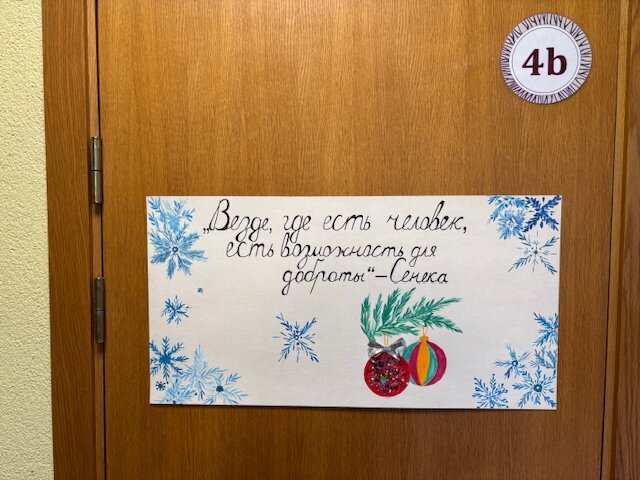 4b
„Везде, где есть человек,
есть возможность для
доброты“ – Сенека